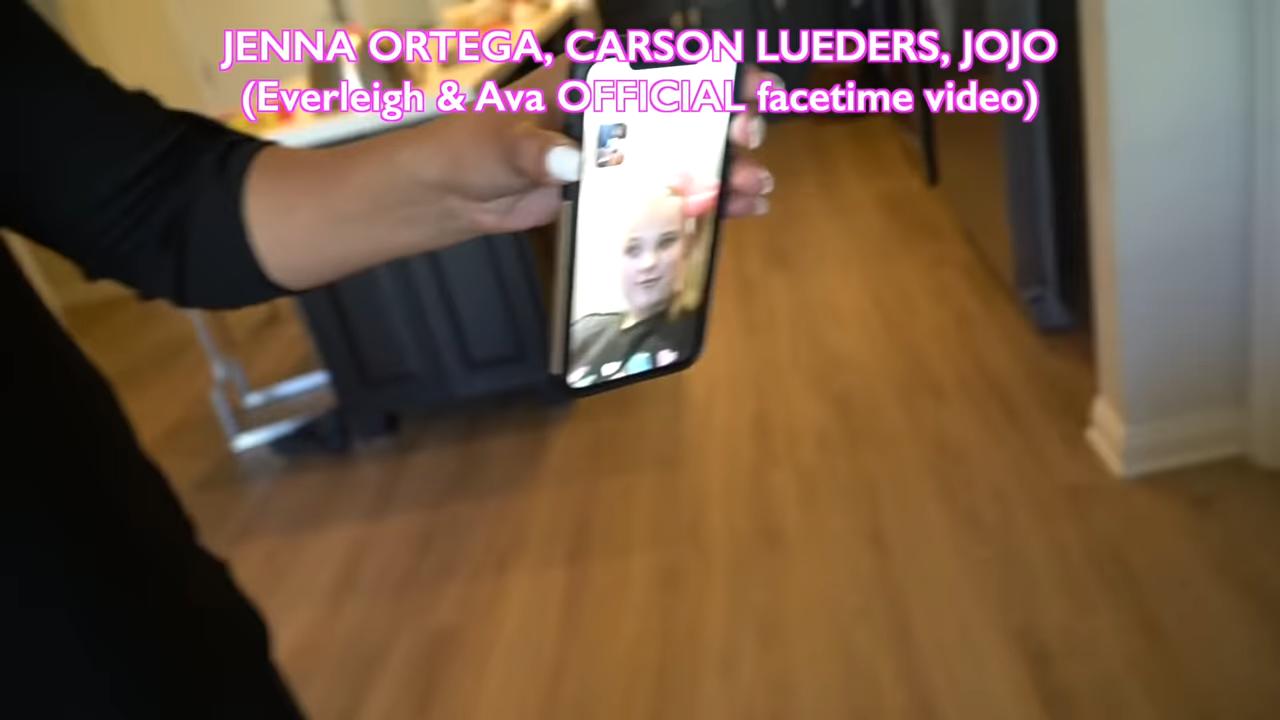 JENNA ORTEGA, CARSON LUEDERS, JOJO
(Everleigh & Ava OFFICIAL facetime video)